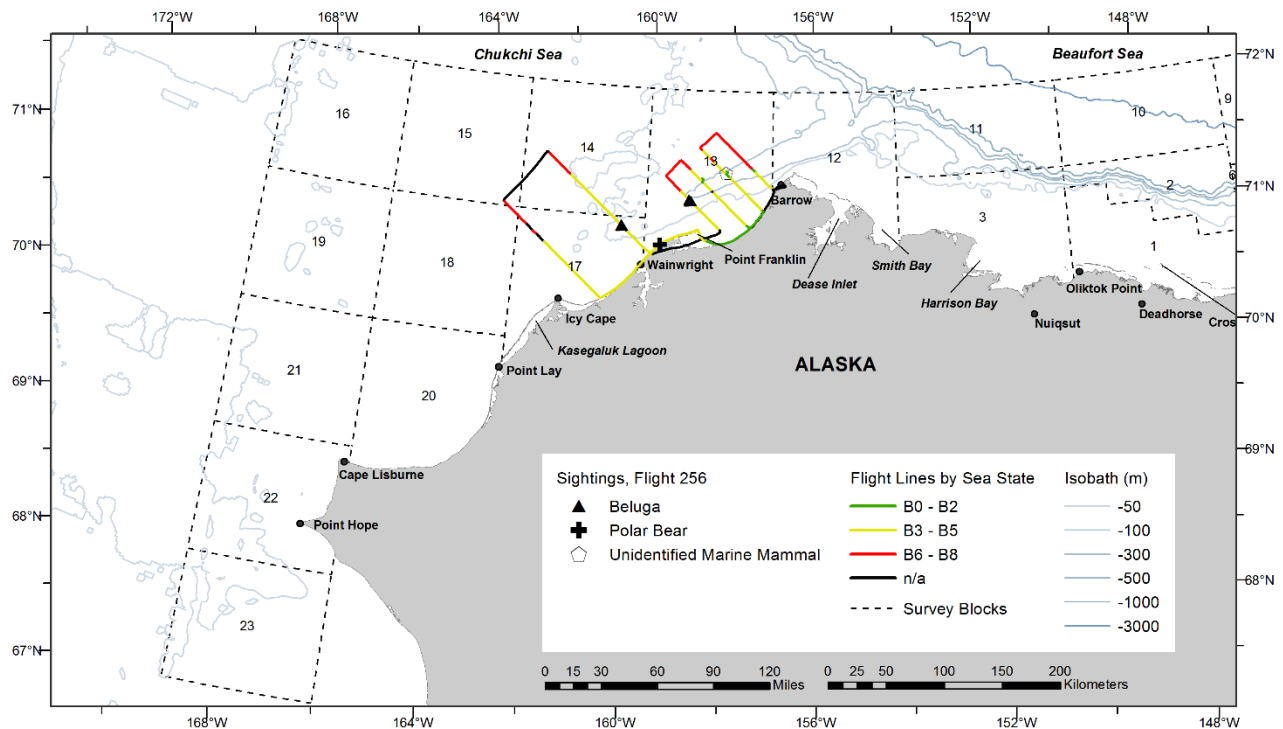 172°W 168°W 164°W 160°W 156°W 152°W 148°W
Chukchi Sea
Beaufort Sea
72°N
71°N
16
15
14
13
12
11
10
9
6
2
71°N
Barrow
3
1
19
18
17
70°N
Wainwright
Point Franklin
Dease Inlet
Smith Bay
Harrison Bay
Oliktok Point
Deadhorse
Nuiqsut
Cros
70°N
Icy Cape
Kasegaluk Lagoon
ALASKA
21
20
Point Lay
69°N
69°N
Cape Lisburne
22
Point Hope
68°N
68°N
23
67°N
Sightings, Flight 256
Beluga
Polar Bear
Unidentified Marine Mammal
Flight Lines by Sea State
B0 - B2
B3 - B5
B6 - B8
n/a
Survey Blocks
Isobath (m)
-50
-100
-300
-500
-1000
-3000
0 15 30 60 90 120
Miles
0 25 50 100 150 200
Kilometers
168°W 164°W 160°W 156°W 152°W 148°W